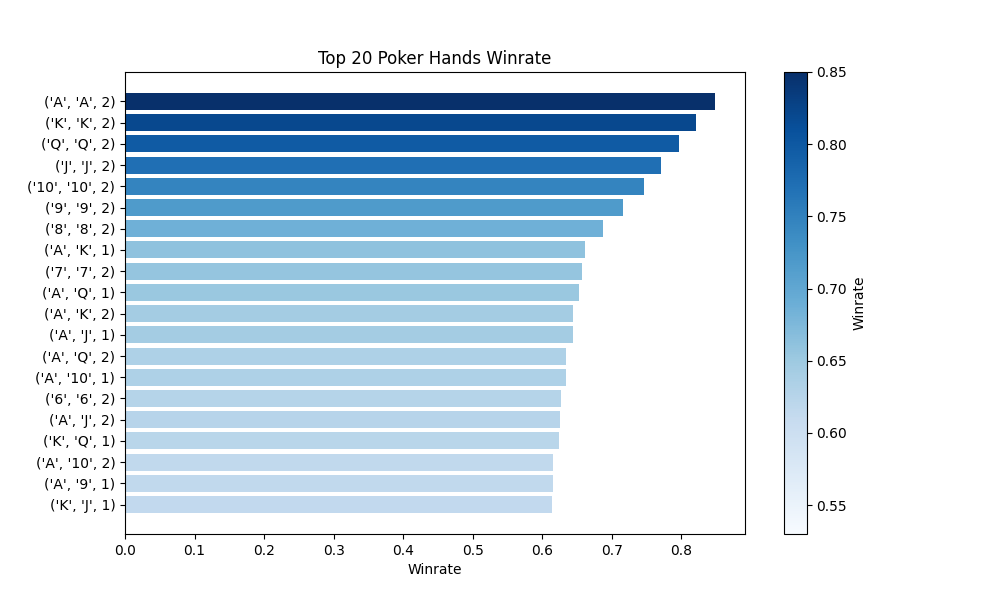 Top 20 Poker Hands Winrate
('A', 'A', 2)
('K', 'K', 2)
('Q', 'Q', 2)
('J', 'J', 2)
('10', '10', 2)
('9', '9', 2)
('8', '8', 2)
('A', 'K', 1)
('7', '7', 2)
('A', 'Q', 1)
('A', 'K', 2)
('A', 'J', 1)
('A', 'Q', 2)
('A', '10', 1)
('6', '6', 2)
('A', 'J', 2)
('K', 'Q', 1)
('A', '10', 2)
('A', '9', 1)
('K', 'J', 1)
0.0 0.1 0.2 0.3 0.4 0.5 0.6 0.7 0.8
Winrate
0.85
0.80
0.75
0.70
0.65
0.60
0.55
Winrate